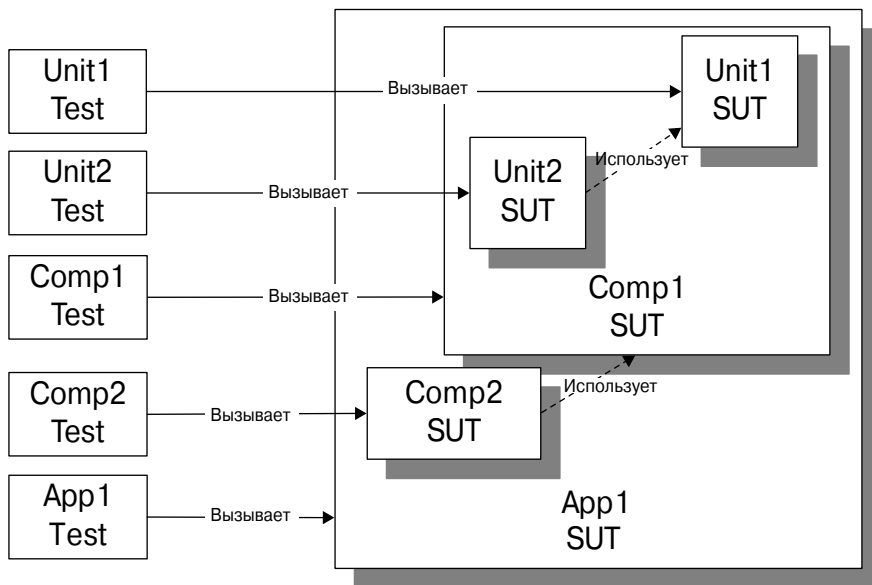 Unit1
Test
Вызывает
Unit1
SUT
Unit2
Test
Вызывает
Unit2
SUT
Использует
Comp1
Test
Вызывает
Comp1
SUT
Comp2
Test
Вызывает
Comp2
SUT
Использует
App1
Test
Вызывает
App1
SUT